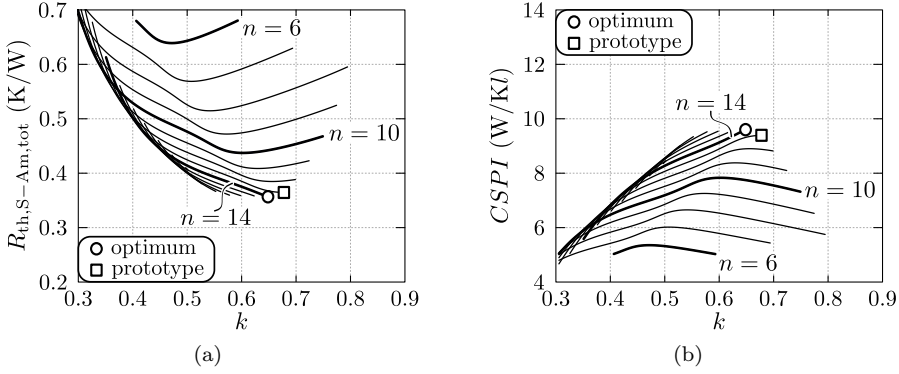 0.7
0.6
0.5
0.4
0.3
0.2
R_th,S−Am,tot (K/W)
n = 6
n = 10
n = 14
optimum
prototype
0.3 0.4 0.5 0.6 0.7 0.8 0.9
k
(a)
14
12
10
8
6
4
CSPI (W/Kl)
optimum
prototype
n = 14
n = 10
n = 6
0.3 0.4 0.5 0.6 0.7 0.8 0.9
k
(b)